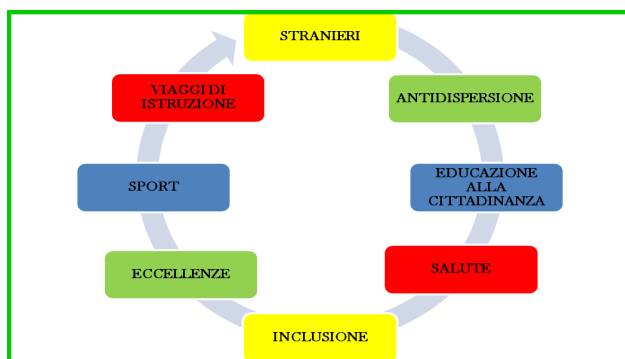 STRANIERI
ANTIDISPERSIONE
EDUCAZIONE
ALLA
CITTADINANZA
SALUTE
INCLUSIONE
ECCELLENZE
SPORT
VIAGGI DI
ISTRUZIONE